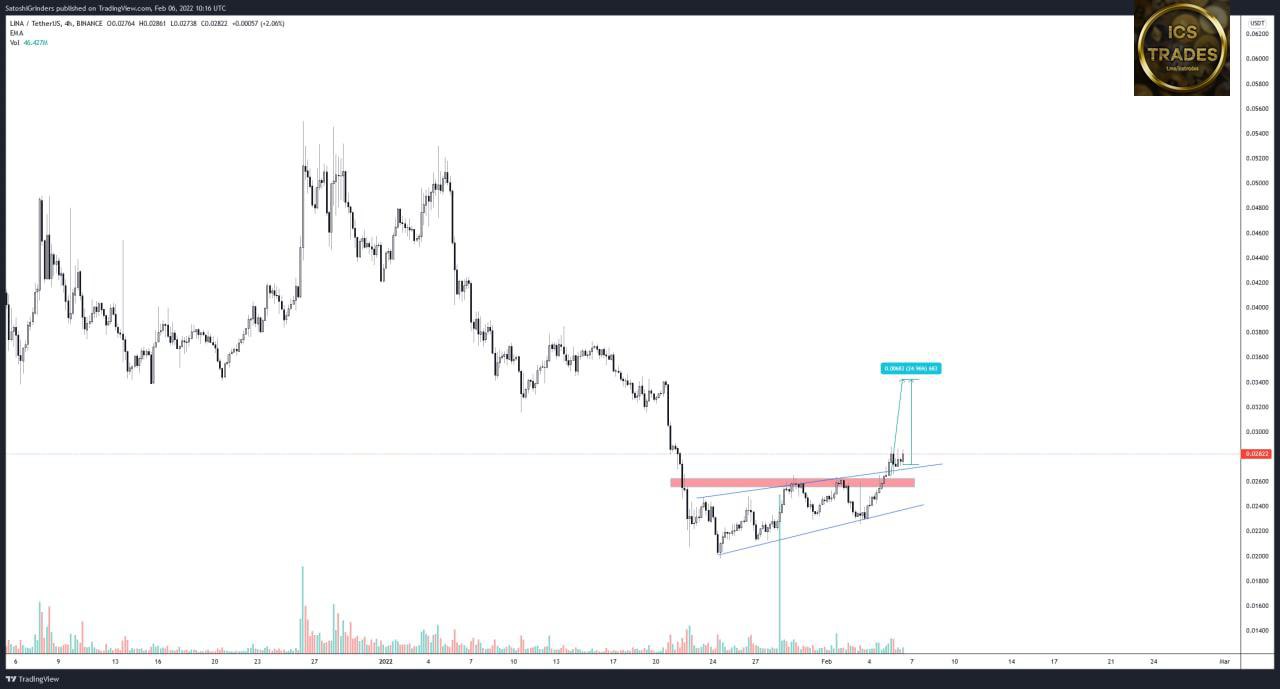 SatoshiGrinders published on TradingView.com, Feb 06, 2022 10:16 UTC
LINA / TetherUS, 4h, BINANCE O0.02764 H0.02861 L0.02738 C0.02822 +0.00057 (+2.06%)
EMA
Vol 46.427M
iCS
TRADES
t.me/icstrades
USDT
0.06200
0.06000
0.05800
0.05600
0.05400
0.05200
0.05000
0.04800
0.04600
0.04400
0.04200
0.04000
0.03800
0.03600
0.00682 (24.96%) 682
0.03400
0.03200
0.03000
0.02822
0.02600
0.02400
0.02200
0.02000
0.01800
0.01600
0.01400
6 9 13 16 20 23 27 2022 4 7 10 13 17 20 24 27 Feb 4 7 10 14 17 21 24 Mar
TradingView